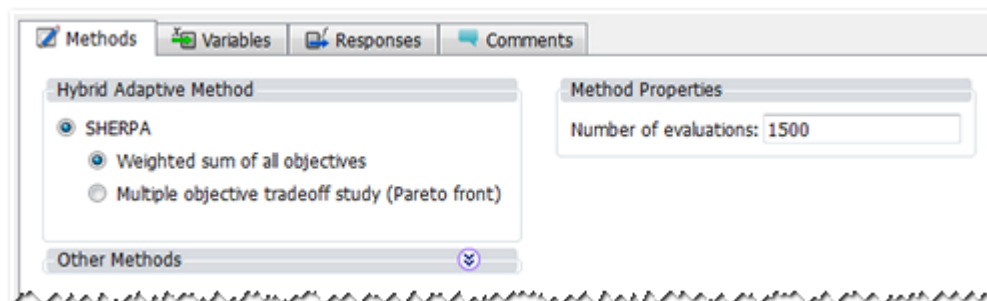 Methods Variables Responses Comments
Hybrid Adaptive Method
SHERPA
Weighted sum of all objectives
Multiple objective tradeoff study (Pareto front)
Other Methods
Method Properties
Number of evaluations: 1500